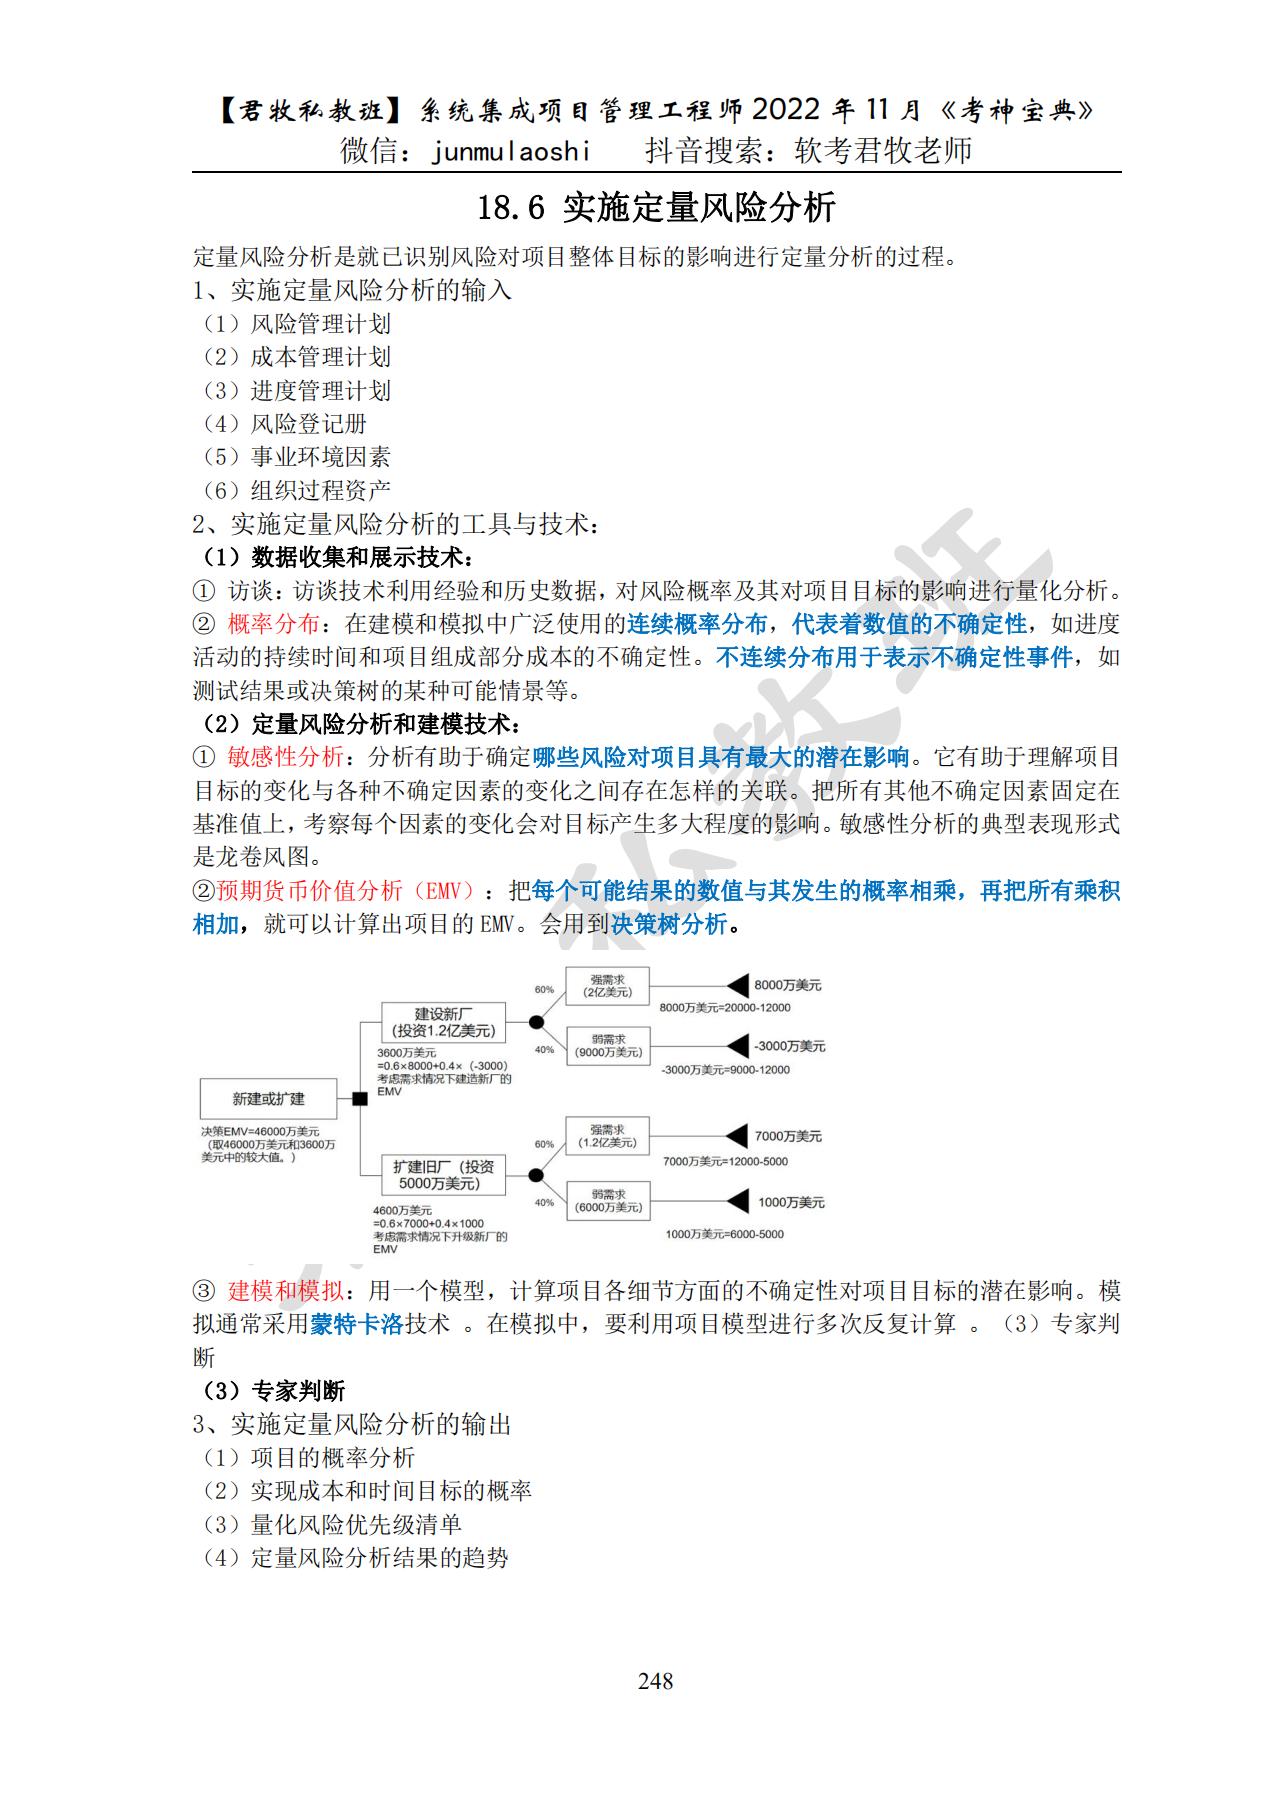 【君牧私教班】系统集成项目管理工程师 2022 年 11 月《考神宝典》
微信：junmulaoshi 抖音搜索：软考君牧老师
18.6 实施定量风险分析
定量风险分析是就已识别风险对项目整体目标的影响进行定量分析的过程。
1、实施定量风险分析的输入
（1）风险管理计划
（2）成本管理计划
（3）进度管理计划
（4）风险登记册
（5）事业环境因素
（6）组织过程资产
2、实施定量风险分析的工具与技术：
（1）数据收集和展示技术：
① 访谈：访谈技术利用经验和历史数据，对风险概率及其对项目目标的影响进行量化分析。
② 概率分布：在建模和模拟中广泛使用的连续概率分布，代表着数值的不确定性，如进度
活动的持续时间和项目组成部分成本的不确定性。不连续分布用于表示不确定性事件，如
测试结果或决策树的某种可能情景等。
（2）定量风险分析和建模技术：
① 敏感性分析：分析有助于确定哪些风险对项目具有最大的潜在影响。它有助于理解项目
目标的变化与各种不确定因素的变化之间存在怎样的关联。把所有其他不确定因素固定在
基准值上，考察每个因素的变化会对目标产生多大程度的影响。敏感性分析的典型表现形式
是龙卷风图。
②预期货币价值分析（EMV）：把每个可能结果的数值与其发生的概率相乘，再把所有乘积
相加，就可以计算出项目的 EMV。会用到决策树分析。
新建或扩建
决策EMV=46000万美元
（取46000万美元和3600万
美元中的较大值。）
建设新厂
(投资1.2亿美元)
3600万美元
=0.6×8000+0.4×（-3000）
考虑需求情况下建造新厂的
EMV
60%
强需求
(2亿美元)
8000万美元
8000万美元=20000-12000
40%
弱需求
(9000万美元)
-3000万美元
-3000万美元=9000-12000
扩建旧厂（投资
5000万美元）
4600万美元
=0.6×7000+0.4×1000
考虑需求情况下升级新厂的
EMV
60%
强需求
(1.2亿美元)
7000万美元
7000万美元=12000-5000
40%
弱需求
(6000万美元)
1000万美元
1000万美元=6000-5000
③ 建模和模拟：用一个模型，计算项目各细节方面的不确定性对项目目标的潜在影响。模
拟通常采用蒙特卡洛技术 。在模拟中，要利用项目模型进行多次反复计算 。（3）专家判
断
（3）专家判断
3、实施定量风险分析的输出
（1）项目的概率分析
（2）实现成本和时间目标的概率
（3）量化风险优先级清单
（4）定量风险分析结果的趋势
248
私教班